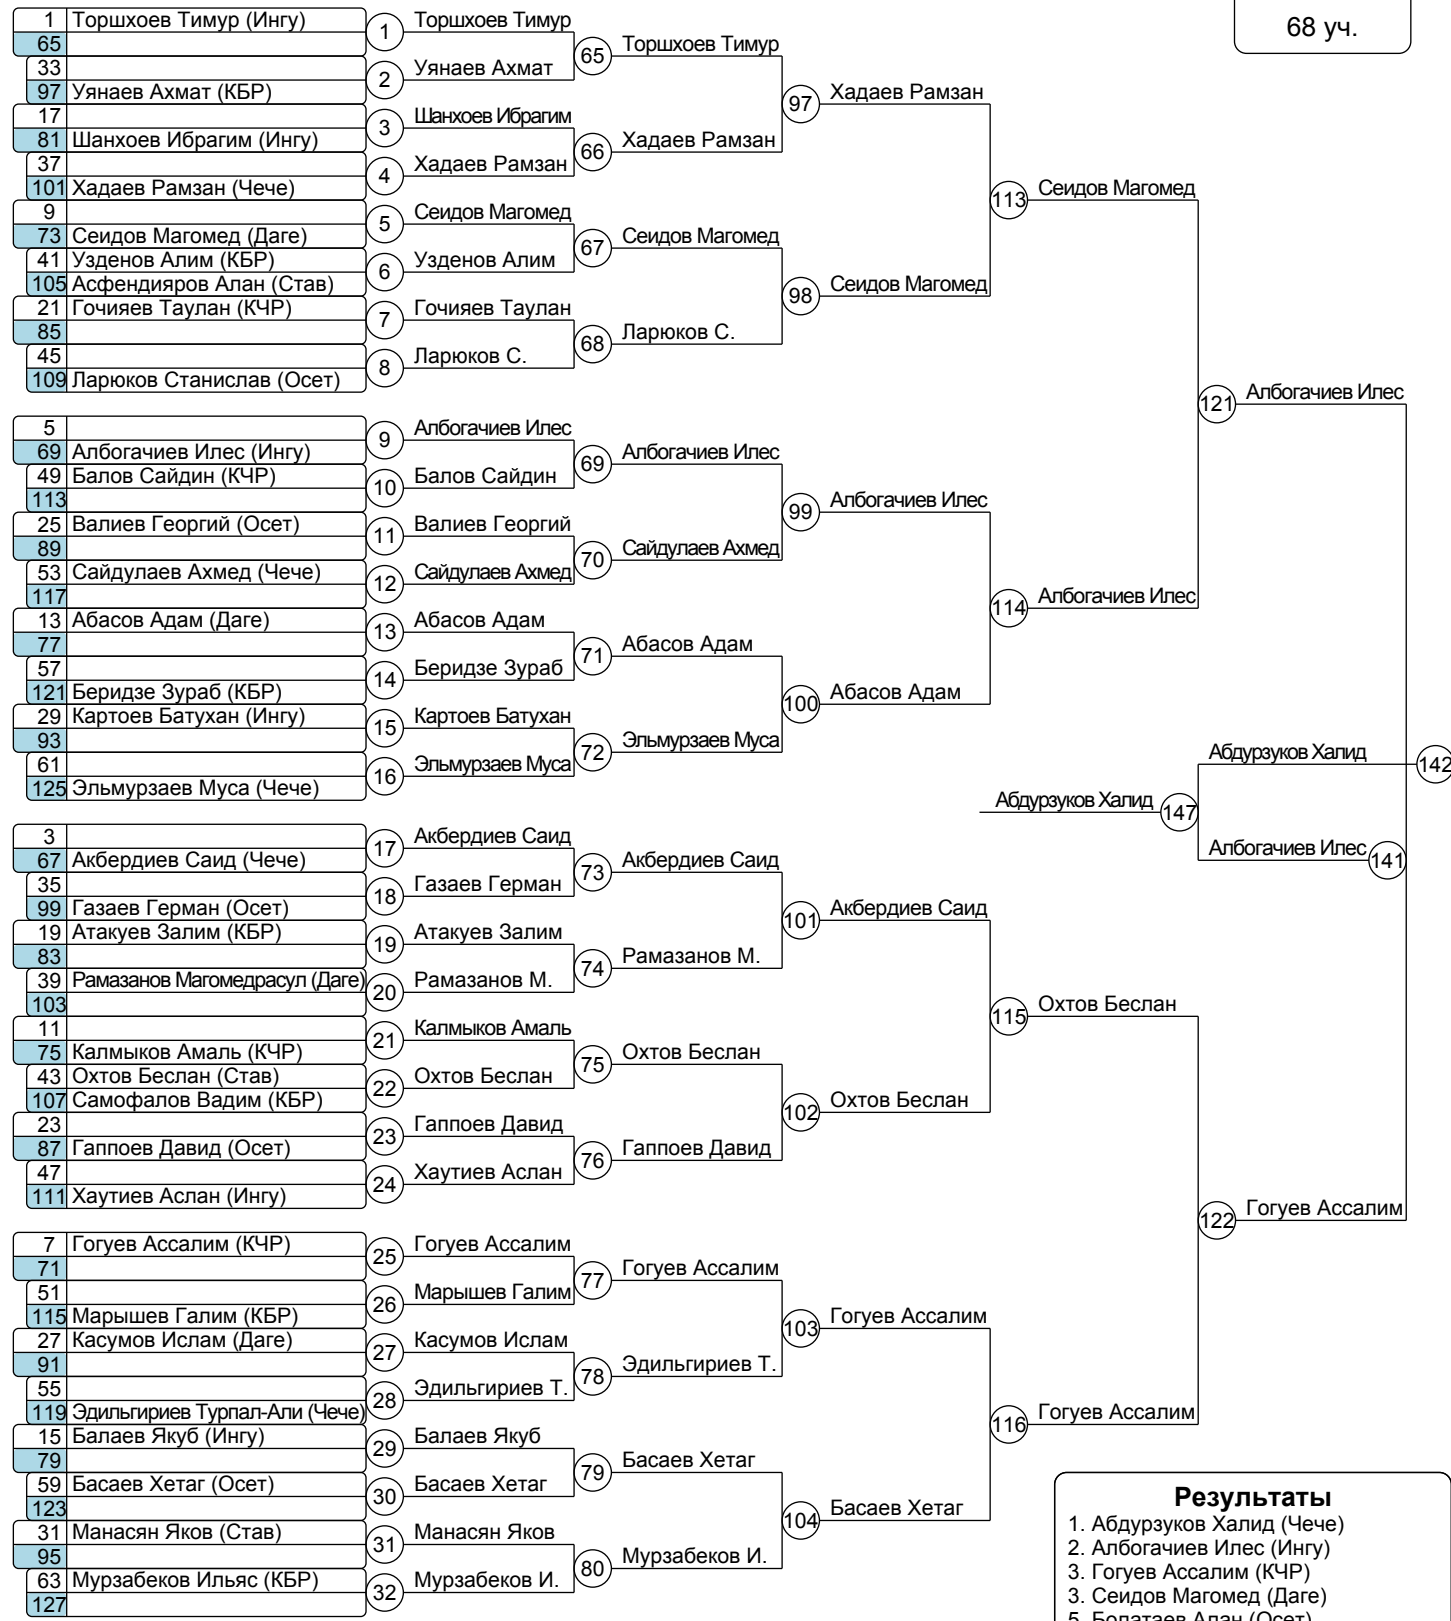 68 уч.
1 Торшхоев Тимур (Ингу)
65
33
97 Уянаев Ахмат (КБР)
17
81 Шанхоев Ибрагим (Ингу)
37
101 Хадаев Рамзан (Чече)
9
73 Сеидов Магомед (Даге)
41 Узденов Алим (КБР)
105 Асфендияров Алан (Став)
21 Гочияев Таулан (КЧР)
85
45
109 Ларюков Станислав (Осет)
5
69 Албогачиев Илес (Ингу)
49 Балов Сайдин (КЧР)
113
25 Валиев Георгий (Осет)
89
53 Сайдулаев Ахмед (Чече)
117
13 Абасов Адам (Даге)
77
57
121 Беридзе Зураб (КБР)
29 Картоев Батухан (Ингу)
93
61
125 Эльмурзаев Муса (Чече)
3
67 Акбердиев Саид (Чече)
35
99 Газаев Герман (Осет)
19 Атакуев Залим (КБР)
83
39 Рамазанов Магомедрасул (Даге)
103
11
75 Калмыков Амаль (КЧР)
43 Охтов Беслан (Став)
107 Самофалов Вадим (КБР)
23
87 Гаппоев Давид (Осет)
47
111 Хаутиев Аслан (Ингу)
7 Гогуев Ассалим (КЧР)
71
51
115 Марышев Галим (КБР)
27 Касумов Ислам (Даге)
91
55
119 Эдильгириев Турпал-Али (Чече)
15 Балаев Якуб (Ингу)
79
59 Басаев Хетаг (Осет)
123
31 Манасян Яков (Став)
95
63 Мурзабеков Ильяс (КБР)
127
1 Торшхоев Тимур
2 Уянаев Ахмат
3 Шанхоев Ибрагим
4 Хадаев Рамзан
5 Сеидов Магомед
6 Узденов Алим
7 Гочияев Таулан
8 Ларюков С.
9 Албогачиев Илес
10 Балов Сайдин
11 Валиев Георгий
12 Сайдулаев Ахмед
13 Абасов Адам
14 Беридзе Зураб
15 Картоев Батухан
16 Эльмурзаев Муса
17 Акбердиев Саид
18 Газаев Герман
19 Атакуев Залим
20 Рамазанов М.
21 Калмыков Амаль
22 Охтов Беслан
23 Гаппоев Давид
24 Хаутиев Аслан
25 Гогуев Ассалим
26 Марышев Галим
27 Касумов Ислам
28 Эдильгириев Т.
29 Балаев Якуб
30 Басаев Хетаг
31 Манасян Яков
32 Мурзабеков И.
65 Торшхоев Тимур
66 Хадаев Рамзан
67 Сеидов Магомед
68 Ларюков С.
69 Албогачиев Илес
70 Сайдулаев Ахмед
71 Абасов Адам
72 Эльмурзаев Муса
73 Акбердиев Саид
74 Рамазанов М.
75 Охтов Беслан
76 Гаппоев Давид
77 Гогуев Ассалим
78 Эдильгириев Т.
79 Басаев Хетаг
80 Мурзабеков И.
97 Хадаев Рамзан
98 Сеидов Магомед
99 Албогачиев Илес
100 Абасов Адам
101 Акбердиев Саид
102 Охтов Беслан
103 Гогуев Ассалим
104 Басаев Хетаг
113 Сеидов Магомед
114 Албогачиев Илес
115 Охтов Беслан
116 Гогуев Ассалим
121 Албогачиев Илес
122 Гогуев Ассалим
Абдурзуков Халид 142
Абдурзуков Халид 147
Албогачиев Илес 141
Результаты
1. Абдурзуков Халид (Чече)
2. Албогачиев Илес (Ингу)
3. Гогуев Ассалим (КЧР)
3. Сеидов Магомед (Даге)
5. Болатаев Алан (Осет)